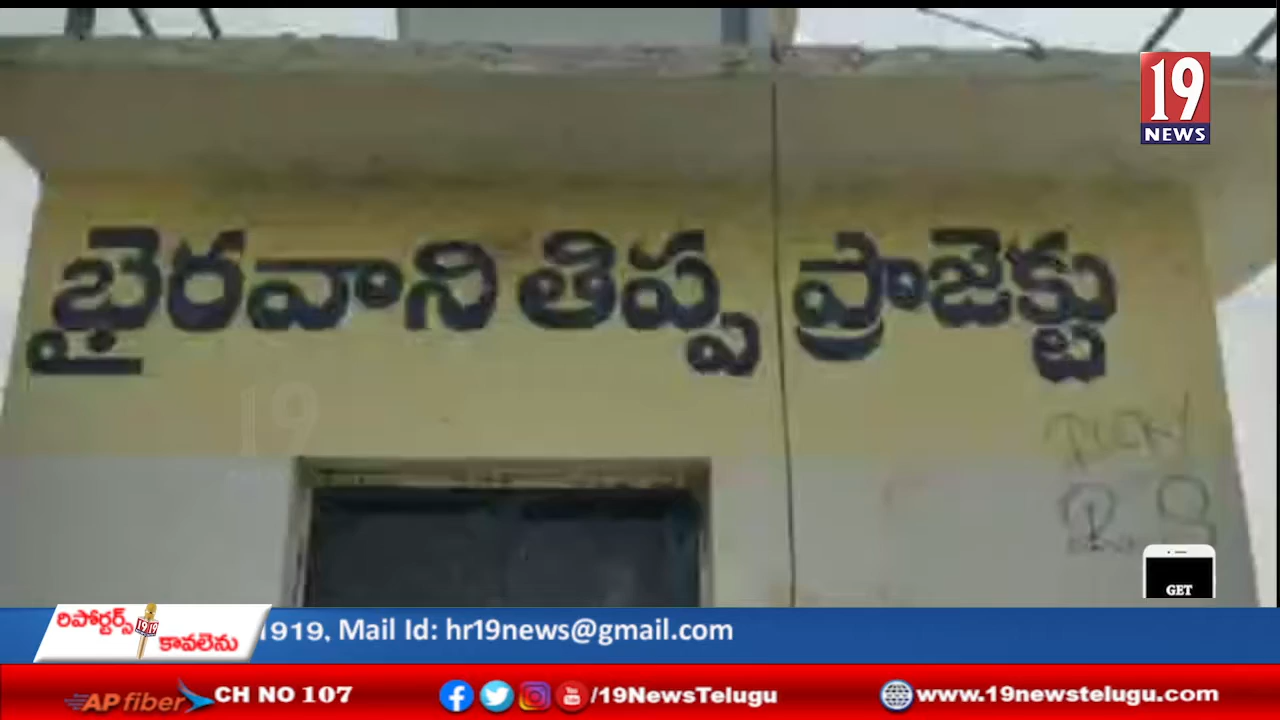 19
NEWS
భైరవాని తిప్ప ప్రాజెక్టు
19
GET
రిపోర్టర్స్
కావలెను
1919, Mail Id: hr19news@gmail.com
AP fiber CH NO 107 /19NewsTelugu www.19newstelugu.com